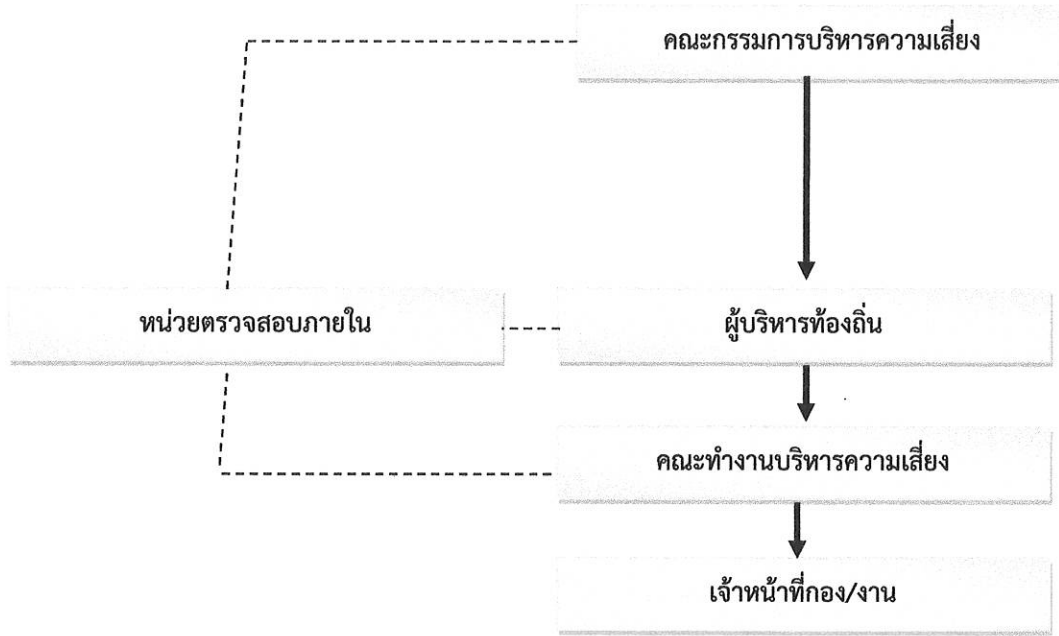 คณะกรรมการบริหารความเสี่ยง
หน่วยตรวจสอบภายใน
ผู้บริหารท้องถิ่น
คณะทำงานบริหารความเสี่ยง
เจ้าหน้าที่กอง/งาน